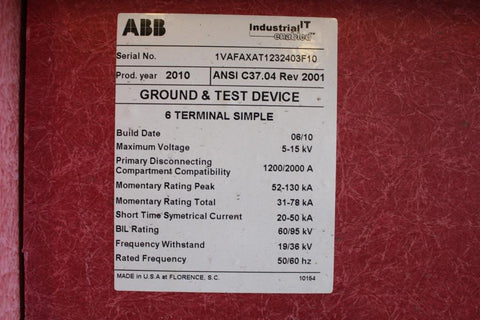 ABB Industrial IT enabled™
Serial No. 1VAFAXAT1232403F10
Prod. year 2010 ANSI C37.04 Rev 2001
GROUND & TEST DEVICE
6 TERMINAL SIMPLE
Build Date 06/10
Maximum Voltage 5-15 kV
Primary Disconnecting
Compartment Compatibility 1200/2000 A
Momentary Rating Peak 52-130 kA
Momentary Rating Total 31-78 kA
Short Time Symetrical Current 20-50 kA
BIL Rating 60/95 kV
Frequency Withstand 19/36 kV
Rated Frequency 50/60 hz
MADE IN U.S.A at FLORENCE, S.C. 10154